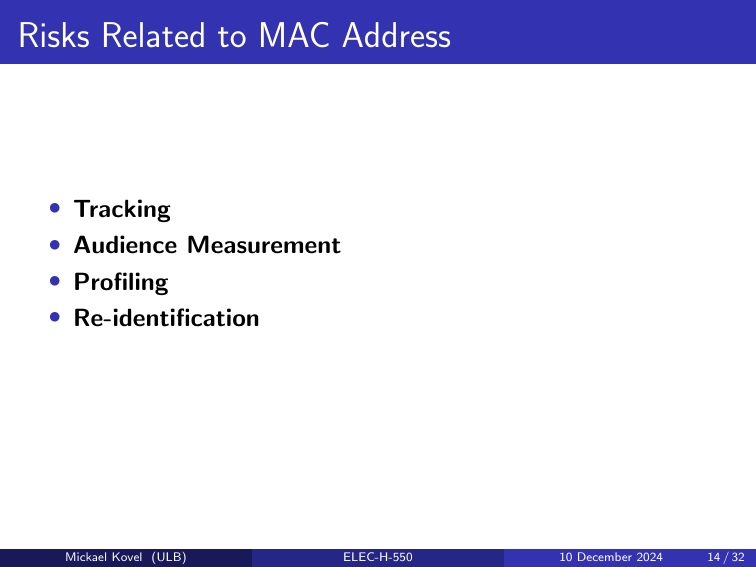 Risks Related to MAC Address
• Tracking
• Audience Measurement
• Profiling
• Re-identification
Mickael Kovel (ULB) ELEC-H-550 10 December 2024 14 / 32